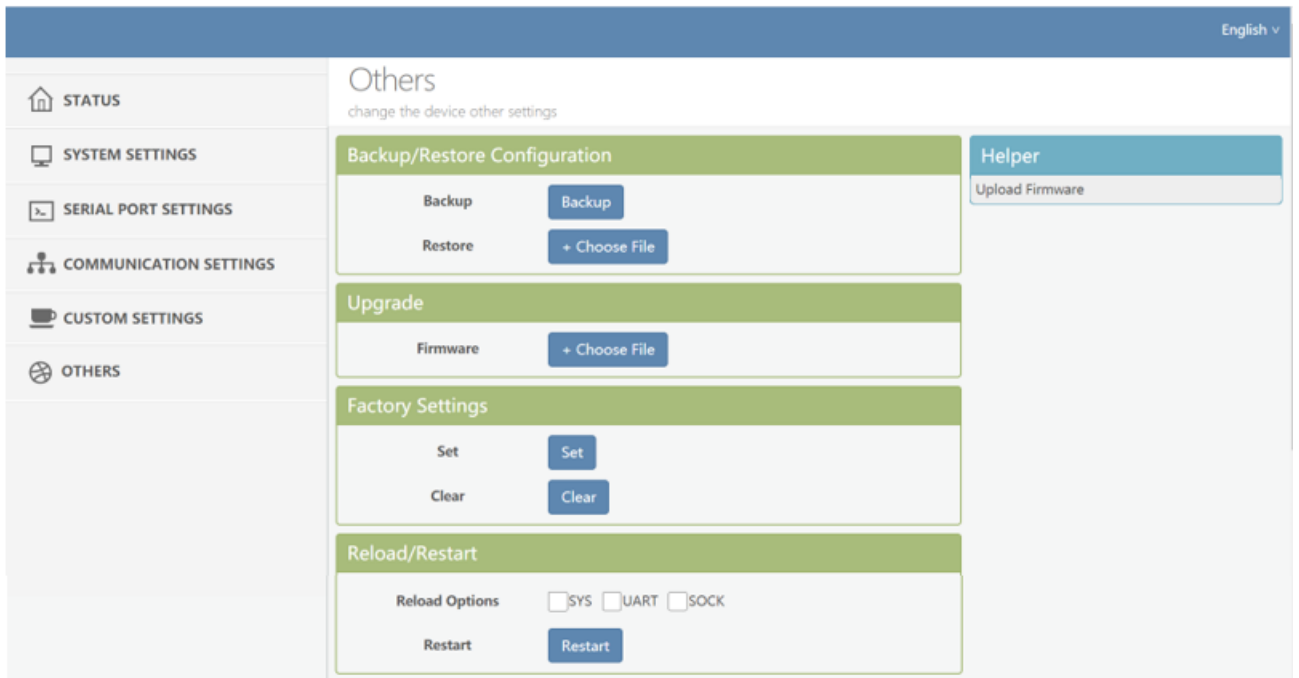 English ˅
STATUS
SYSTEM SETTINGS
SERIAL PORT SETTINGS
COMMUNICATION SETTINGS
CUSTOM SETTINGS
OTHERS
Others
change the device other settings
Backup/Restore Configuration
Backup Backup
Restore + Choose File
Upgrade
Firmware + Choose File
Factory Settings
Set Set
Clear Clear
Reload/Restart
Reload Options SYS UART SOCK
Restart Restart
Helper
Upload Firmware